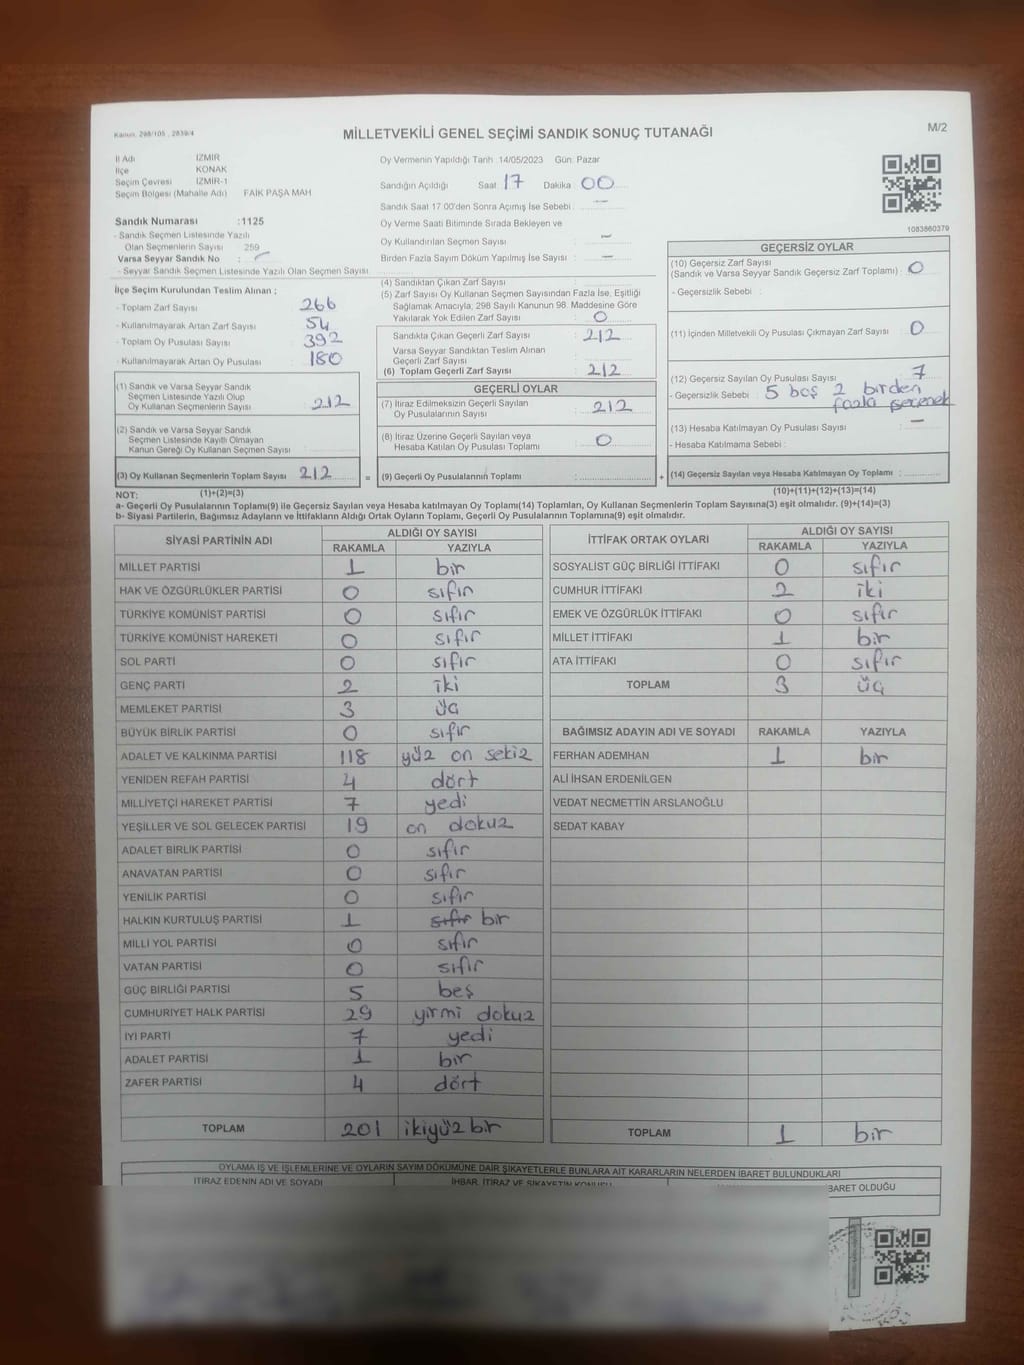 Kanun, 298/105 , 2839/4
MİLLETVEKİLİ GENEL SEÇİMİ SANDIK SONUÇ TUTANAĞI
M/2
İl Adı İZMİR
İlçe KONAK
Seçim Çevresi İZMİR-1
Seçim Bölgesi (Mahalle Adı) FAİK PAŞA MAH
Sandık Numarası :1125
- Sandık Seçmen Listesinde Yazılı
Olan Seçmenlerin Sayısı 259
Varsa Seyyar Sandık No :
- Seyyar Sandık Seçmen Listesinde Yazılı Olan Seçmen Sayısı
Oy Vermenin Yapıldığı Tarih 14/05/2023 Gün: Pazar
Sandığın Açıldığı Saat 17 Dakika 00
Sandık Saat 17:00'den Sonra Açımış İse Sebebi : —
Oy Verme Saati Bitiminde Sırada Bekleyen ve
Oy Kullandırılan Seçmen Sayısı : —
Birden Fazla Sayım Döküm Yapılmış İse Sayısı : —
1083860379
İlçe Seçim Kurulundan Teslim Alınan ;
- Toplam Zarf Sayısı : 266
- Kullanılmayarak Artan Zarf Sayısı : 54
- Toplam Oy Pusulası Sayısı : 392
- Kullanılmayarak Artan Oy Pusulası : 180
(1) Sandık ve Varsa Seyyar Sandık
Seçmen Listesinde Yazılı Olup
Oy Kullanan Seçmenlerin Sayısı : 212
(2) Sandık ve Varsa Seyyar Sandık
Seçmen Listesinde Kayıtlı Olmayan
Kanun Gereği Oy Kullanan Seçmen Sayısı :
(3) Oy Kullanan Seçmenlerin Toplam Sayısı : 212
(4) Sandıktan Çıkan Zarf Sayısı :
(5) Zarf Sayısı Oy Kullanan Seçmen Sayısından Fazla İse, Eşitliği
Sağlamak Amacıyla; 298 Sayılı Kanunun 98. Maddesine Göre
Yakılarak Yok Edilen Zarf Sayısı : 0
Sandıkta Çıkan Geçerli Zarf Sayısı : 212
Varsa Seyyar Sandıktan Teslim Alınan
Geçerli Zarf Sayısı
(6) Toplam Geçerli Zarf Sayısı : 212
GEÇERLİ OYLAR
(7) İtiraz Edilmeksizin Geçerli Sayılan
Oy Pusulalarının Sayısı : 212
(8) İtiraz Üzerine Geçerli Sayılan veya
Hesaba Katılan Oy Pusulası Toplamı : 0
= (9) Geçerli Oy Pusulalarının Toplamı :
GEÇERSİZ OYLAR
(10) Geçersiz Zarf Sayısı
(Sandık ve Varsa Seyyar Sandık Geçersiz Zarf Toplamı) : 0
- Geçersizlik Sebebi :
(11) İçinden Milletvekili Oy Pusulası Çıkmayan Zarf Sayısı : 0
(12) Geçersiz Sayılan Oy Pusulası Sayısı : 7
- Geçersizlik Sebebi : 5 boş 2 birden
fazla seçenek
(13) Hesaba Katılmayan Oy Pusulası Sayısı : —
- Hesaba Katılmama Sebebi :
+ (14) Geçersiz Sayılan veya Hesaba Katılmayan Oy Toplamı :
NOT: (1)+(2)=(3) (10)+(11)+(12)+(13)=(14)
a- Geçerli Oy Pusulalarının Toplamı(9) ile Geçersiz Sayılan veya Hesaba katılmayan Oy Toplamı(14) Toplamları, Oy Kullanan Seçmenlerin Toplam Sayısına(3) eşit olmalıdır. (9)+(14)=(3)
b- Siyasi Partilerin, Bağımsız Adayların ve İttifakların Aldığı Ortak Oyların Toplamı, Geçerli Oy Pusulalarının Toplamına(9) eşit olmalıdır.
SİYASİ PARTİNİN ADI ALDIĞI OY SAYISI
RAKAMLA YAZIYLA
MİLLET PARTİSİ 1 bir
HAK VE ÖZGÜRLÜKLER PARTİSİ 0 sıfır
TÜRKİYE KOMÜNİST PARTİSİ 0 sıfır
TÜRKİYE KOMÜNİST HAREKETİ 0 sıfır
SOL PARTİ 0 sıfır
GENÇ PARTİ 2 iki
MEMLEKET PARTİSİ 3 üç
BÜYÜK BİRLİK PARTİSİ 0 sıfır
ADALET VE KALKINMA PARTİSİ 118 yüz on sekiz
YENİDEN REFAH PARTİSİ 4 dört
MİLLİYETÇİ HAREKET PARTİSİ 7 yedi
YEŞİLLER VE SOL GELECEK PARTİSİ 19 on dokuz
ADALET BİRLİK PARTİSİ 0 sıfır
ANAVATAN PARTİSİ 0 sıfır
YENİLİK PARTİSİ 0 sıfır
HALKIN KURTULUŞ PARTİSİ 1 sıfır bir
MİLLİ YOL PARTİSİ 0 sıfır
VATAN PARTİSİ 0 sıfır
GÜÇ BİRLİĞİ PARTİSİ 5 beş
CUMHURİYET HALK PARTİSİ 29 yirmi dokuz
İYİ PARTİ 7 yedi
ADALET PARTİSİ 1 bir
ZAFER PARTİSİ 4 dört
TOPLAM 201 ikiyüz bir
İTTİFAK ORTAK OYLARI ALDIĞI OY SAYISI
RAKAMLA YAZIYLA
SOSYALİST GÜÇ BİRLİĞİ İTTİFAKI 0 sıfır
CUMHUR İTTİFAKI 2 iki
EMEK VE ÖZGÜRLÜK İTTİFAKI 0 sıfır
MİLLET İTTİFAKI 1 bir
ATA İTTİFAKI 0 sıfır
TOPLAM 3 üç
BAĞIMSIZ ADAYIN ADI VE SOYADI RAKAMLA YAZIYLA
FERHAN ADEMHAN 1 bir
ALİ İHSAN ERDENİLGEN
VEDAT NECMETTİN ARSLANOĞLU
SEDAT KABAY
TOPLAM 1 bir
OYLAMA İŞ VE İŞLEMLERİNE VE OYLARIN SAYIM DÖKÜMÜNE DAİR ŞİKAYETLERLE BUNLARA AİT KARARLARIN NELERDEN İBARET BULUNDUKLARI
İTİRAZ EDENİN ADI VE SOYADI İHBAR, İTİRAZ VE ŞİKAYETİN KONUSU BARET OLDUĞU